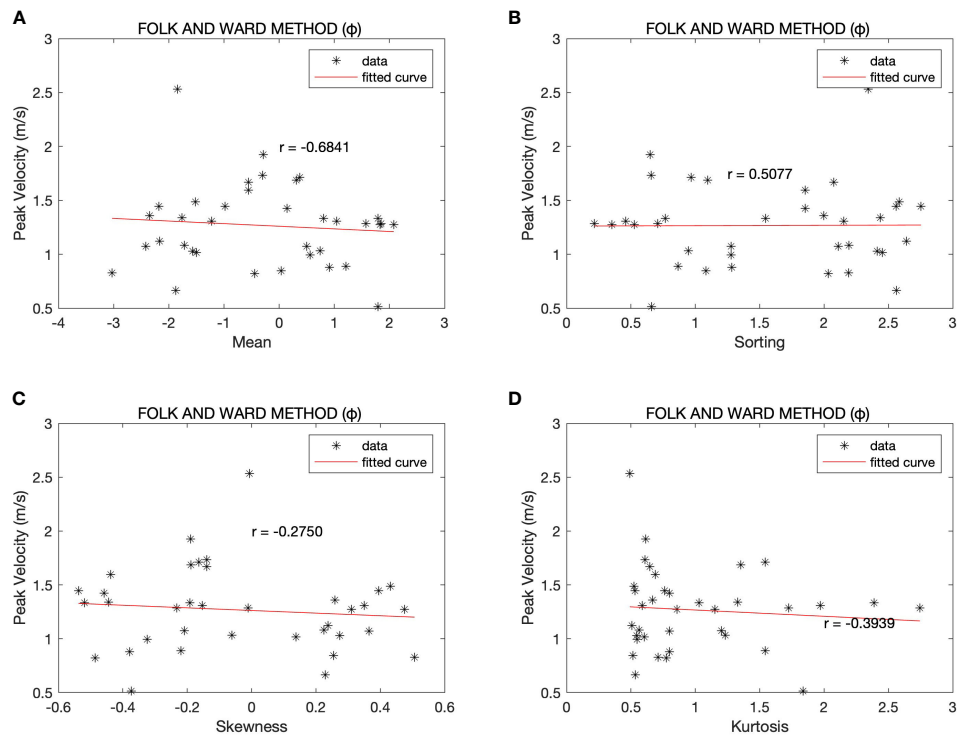 A
FOLK AND WARD METHOD (ϕ)
data
fitted curve
r = -0.6841
Peak Velocity (m/s)
3
2.5
2
1.5
1
0.5
-4
-3
-2
-1
0
1
2
3
Mean
B
FOLK AND WARD METHOD (ϕ)
data
fitted curve
r = 0.5077
Peak Velocity (m/s)
3
2.5
2
1.5
1
0.5
0
0.5
1
1.5
2
2.5
3
Sorting
C
FOLK AND WARD METHOD (ϕ)
data
fitted curve
r = -0.2750
Peak Velocity (m/s)
3
2.5
2
1.5
1
0.5
-0.6
-0.4
-0.2
0
0.2
0.4
0.6
Skewness
D
FOLK AND WARD METHOD (ϕ)
data
fitted curve
r = -0.3939
Peak Velocity (m/s)
3
2.5
2
1.5
1
0.5
0
0.5
1
1.5
2
2.5
3
Kurtosis